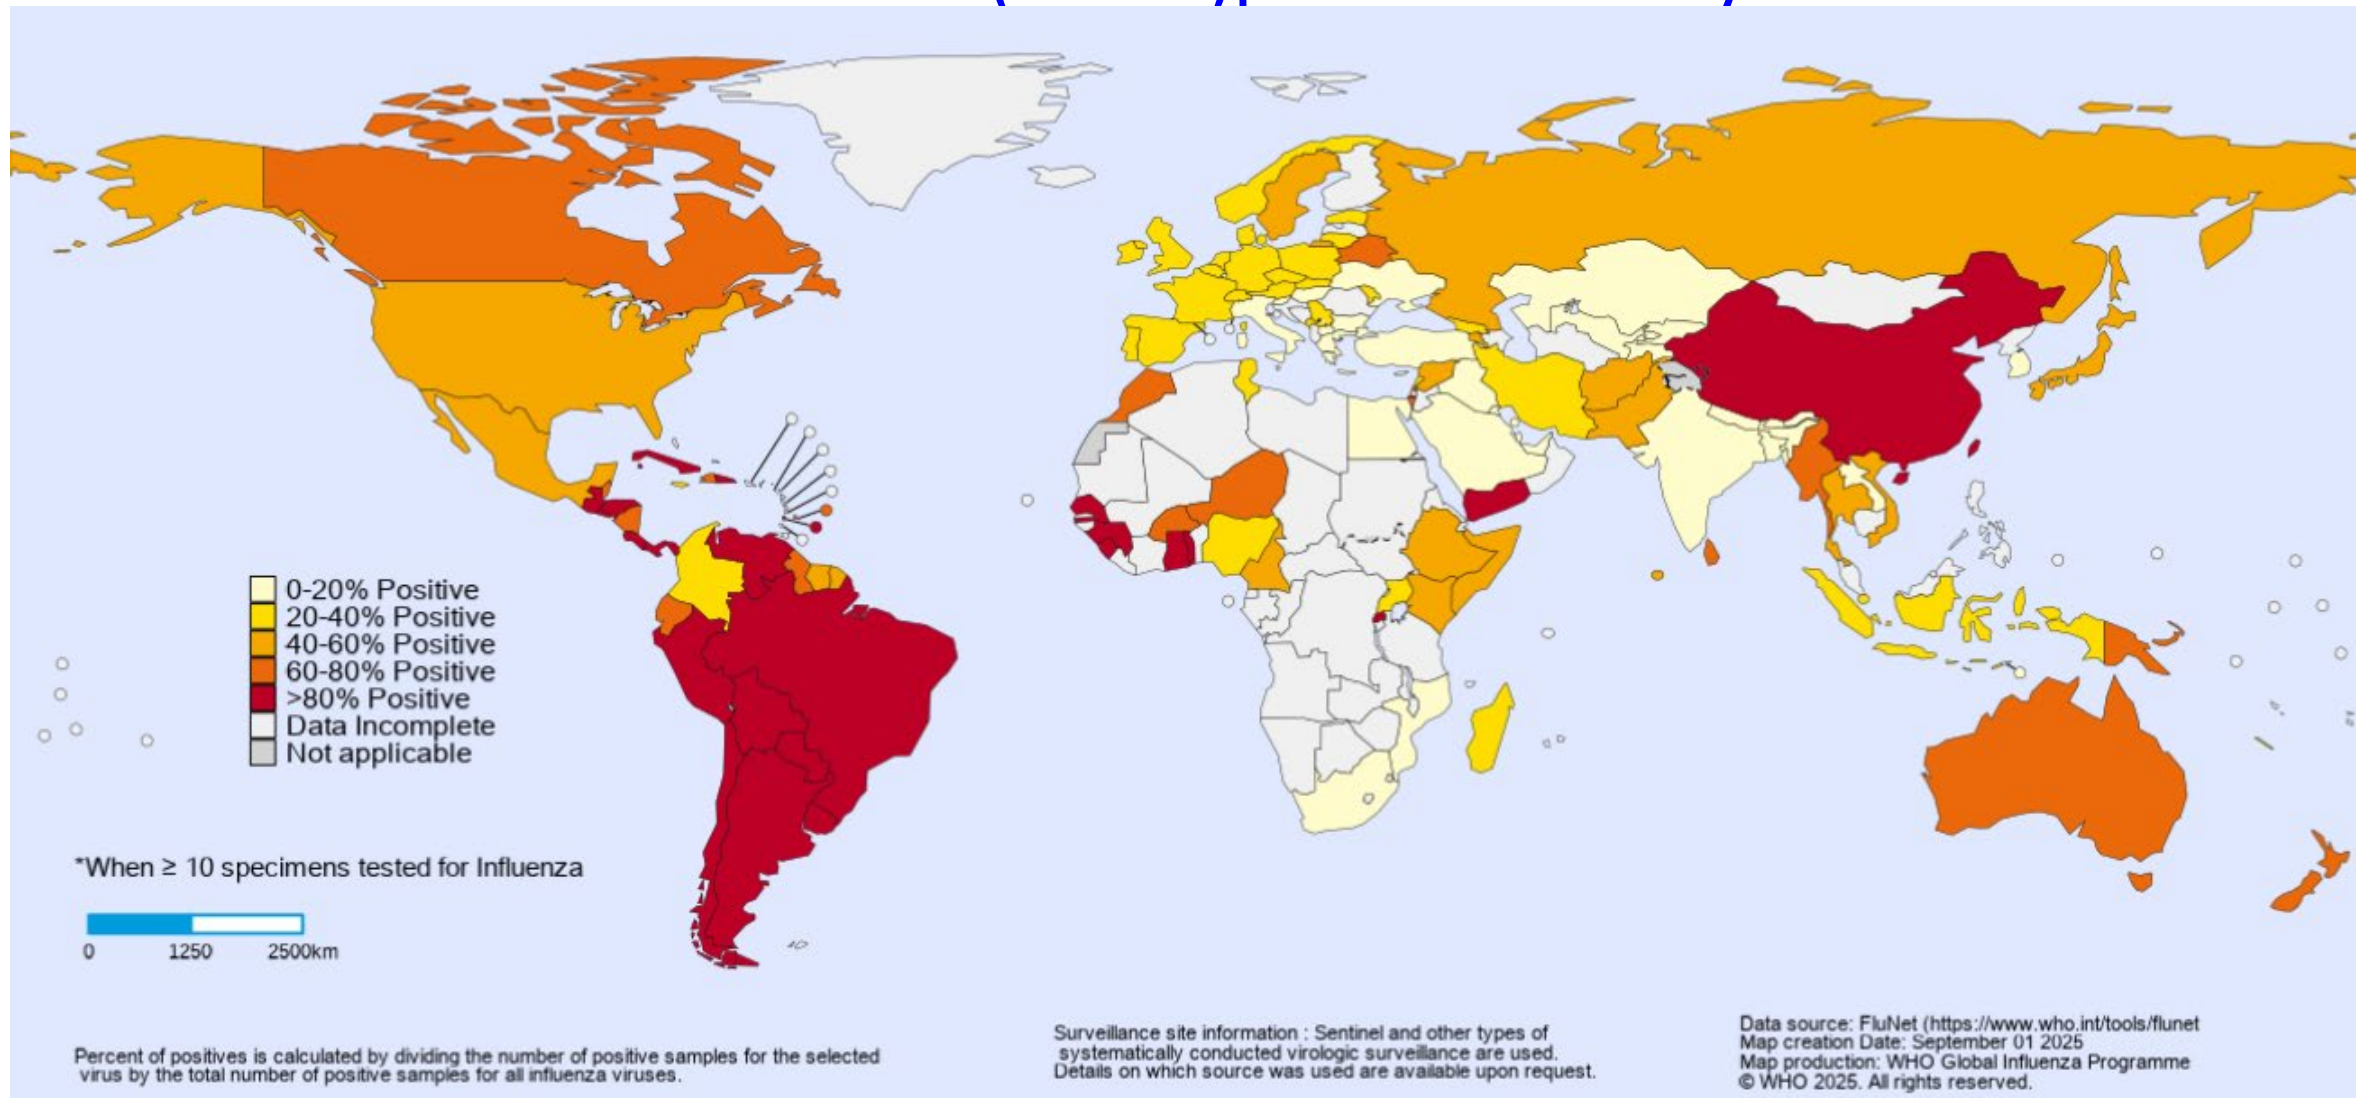 0-20% Positive
20-40% Positive
40-60% Positive
60-80% Positive
>80% Positive
Data Incomplete
Not applicable
*When ≥ 10 specimens tested for Influenza
0 1250 2500km
Percent of positives is calculated by dividing the number of positive samples for the selected
virus by the total number of positive samples for all influenza viruses.
Surveillance site information : Sentinel and other types of
systematically conducted virologic surveillance are used.
Details on which source was used are available upon request.
Data source: FluNet (https://www.who.int/tools/flunet
Map creation Date: September 01 2025
Map production: WHO Global Influenza Programme
© WHO 2025. All rights reserved.